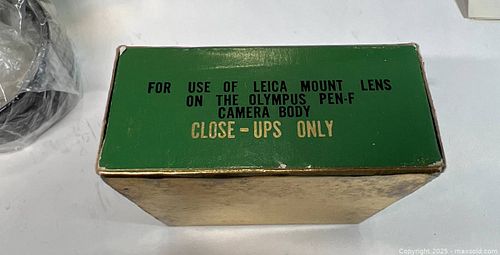 FOR USE OF LEICA MOUNT LENS
ON THE OLYMPUS PEN-F
CAMERA BODY
CLOSE-UPS ONLY
Copyright © 2025 - maxsold.com